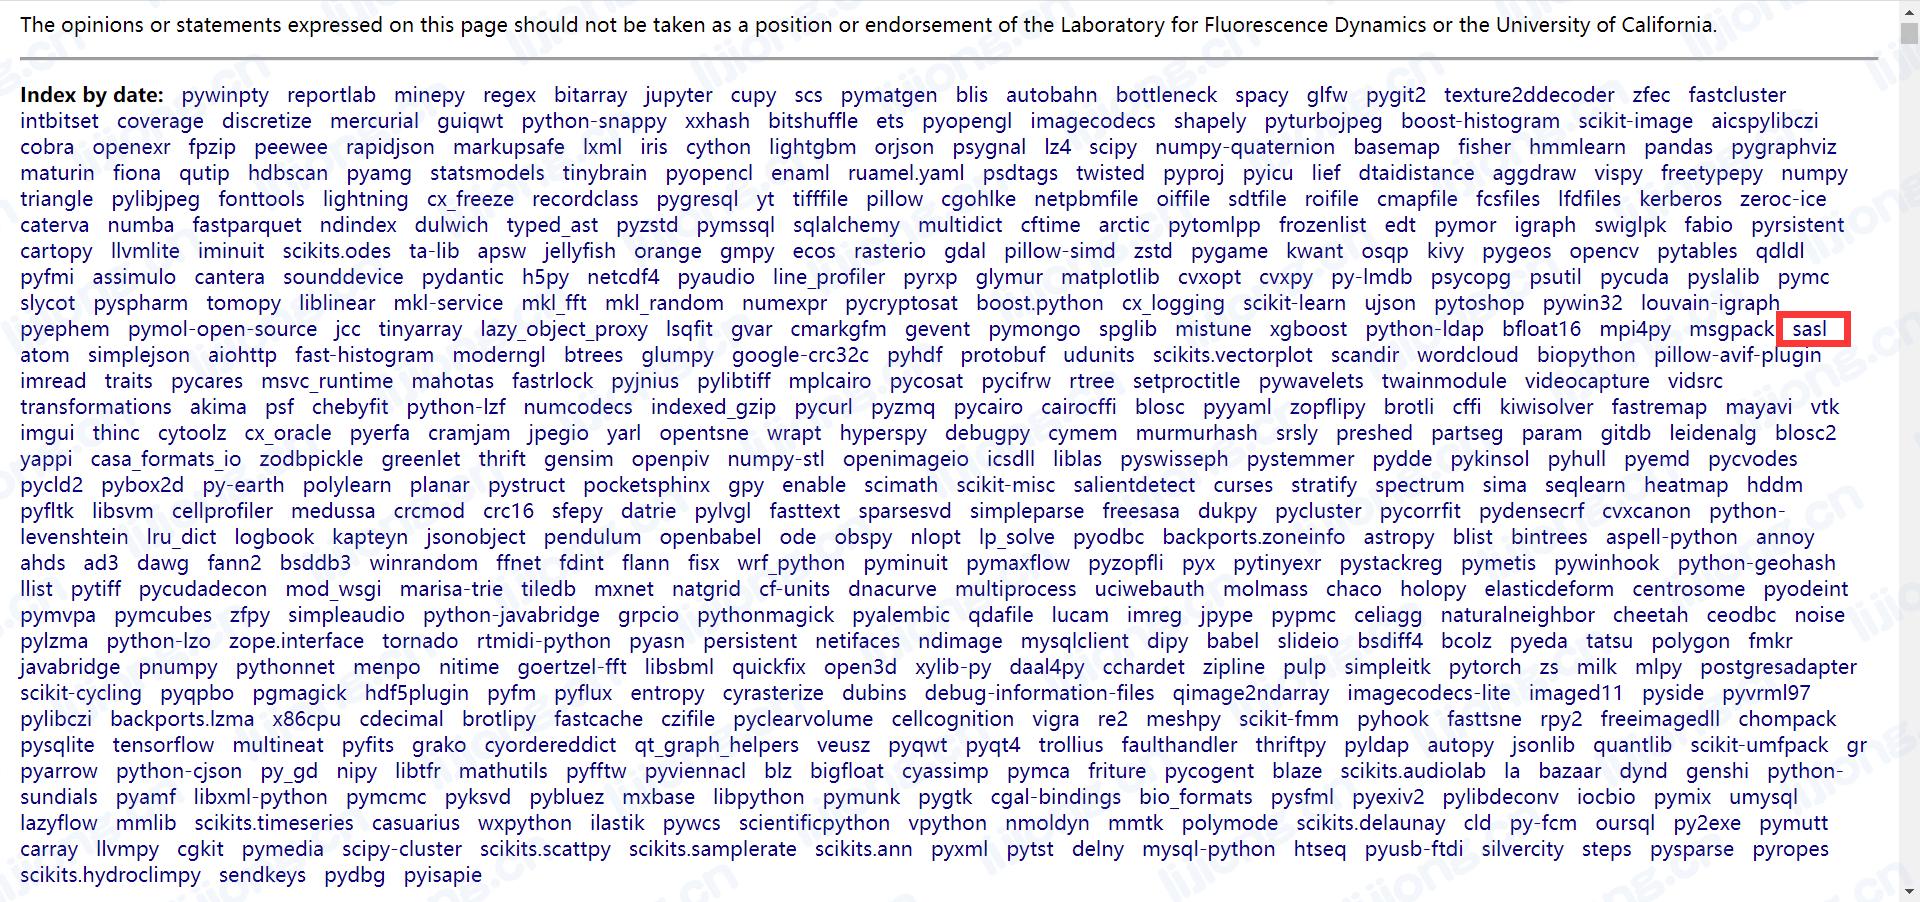 The opinions or statements expressed on this page should not be taken as a position or endorsement of the Laboratory for Fluorescence Dynamics or the University of California.
Index by date: pywinpty reportlab minepy regex bitarray jupyter cupy scs pymatgen blis autobahn bottleneck spacy glfw pygit2 texture2ddecoder zfec fastcluster
intbitset coverage discretize mercurial guiqwt python-snappy xxhash bitshuffle ets pyopengl imagecodecs shapely pyturbojpeg boost-histogram scikit-image aicspylibczi
cobra openexr fpzip peewee rapidjson markupsafe lxml iris cython lightgbm orjson psygnal lz4 scipy numpy-quaternion basemap fisher hmmlearn pandas pygraphviz
maturin fiona qutip hdbscan pyamg statsmodels tinybrain pyopencl enaml ruamel.yaml psdtags twisted pyproj pyicu lief dtaidistance aggdraw vispy freetypepy numpy
triangle pylibjpeg fonttools lightning cx_freeze recordclass pygresql yt tifffile pillow cgohlke netpbmfile oiffile sdtfile roifile cmapfile fcsfiles lfdfiles kerberos zeroc-ice
caterva numba fastparquet ndindex dulwich typed_ast pyzstd pymssql sqlalchemy multidict cftime arctic pytomlpp frozenlist edt pymor igraph swiglpk fabio pyrsistent
cartopy llvmlite iminuit scikits.odes ta-lib apsw jellyfish orange gmpy ecos rasterio gdal pillow-simd zstd pygame kwant osqp kivy pygeos opencv pytables qdldl
pyfmi assimulo cantera sounddevice pydantic h5py netcdf4 pyaudio line_profiler pyrxp glymur matplotlib cvxopt cvxpy py-lmdb psycopg psutil pycuda pyslalib pymc
slycot pyspharm tomopy liblinear mkl-service mkl_fft mkl_random numexpr pycryptosat boost.python cx_logging scikit-learn ujson pytoshop pywin32 louvain-igraph
pyephem pymol-open-source jcc tinyarray lazy_object_proxy lsqfit gvar cmarkgfm gevent pymongo spglib mistune xgboost python-ldap bfloat16 mpi4py msgpack sasl
atom simplejson aiohttp fast-histogram moderngl btrees glumpy google-crc32c pyhdf protobuf udunits scikits.vectorplot scandir wordcloud biopython pillow-avif-plugin
imread traits pycares msvc_runtime mahotas fastrlock pyjnius pylibtiff mplcairo pycosat pycifrw rtree setproctitle pywavelets twainmodule videocapture vidsrc
transformations akima psf chebyfit python-lzf numcodecs indexed_gzip pycurl pyzmq pycairo cairocffi blosc pyyaml zopflipy brotli cffi kiwisolver fastremap mayavi vtk
imgui thinc cytoolz cx_oracle pyerfa cramjam jpegio yarl opentsne wrapt hyperspy debugpy cymem murmurhash srsly preshed partseg param gitdb leidenalg blosc2
yappi casa_formats_io zodbpickle greenlet thrift gensim openpiv numpy-stl openimageio icsdll liblas pyswisseph pystemmer pydde pykinsol pyhull pyemd pycvodes
pycld2 pybox2d py-earth polylearn planar pystruct pocketsphinx gpy enable scimath scikit-misc salientdetect curses stratify spectrum sima seqlearn heatmap hddm
pyfltk libsvm cellprofiler medussa crcmod crc16 sfepy datrie pylvgl fasttext sparsesvd simpleparse freesasa dukpy pycluster pycorrfit pydensecrf cvxcanon python-
levenshtein lru_dict logbook kapteyn jsonobject pendulum openbabel ode obspy nlopt lp_solve pyodbc backports.zoneinfo astropy blist bintrees aspell-python annoy
ahds ad3 dawg fann2 bsddb3 winrandom ffnet fdint flann fisx wrf_python pyminuit pymaxflow pyzopfli pyx pytinyexr pystackreg pymetis pywinhook python-geohash
llist pytiff pycudadecon mod_wsgi marisa-trie tiledb mxnet natgrid cf-units dnacurve multiprocess uciwebauth molmass chaco holopy elasticdeform centrosome pyodeint
pymvpa pymcubes zfpy simpleaudio python-javabridge grpcio pythonmagick pyalembic qdafile lucam imreg jpype pypmc celiagg naturalneighbor cheetah ceodbc noise
pylzma python-lzo zope.interface tornado rtmidi-python pyasn persistent netifaces ndimage mysqlclient dipy babel slideio bsdiff4 bcolz pyeda tatsu polygon fmkr
javabridge pnumpy pythonnet menpo nitime goertzel-fft libsbml quickfix open3d xylib-py daal4py cchardet zipline pulp simpleitk pytorch zs milk mlpy postgresadapter
scikit-cycling pyqpbo pgmagick hdf5plugin pyfm pyflux entropy cyrasterize dubins debug-information-files qimage2ndarray imagecodecs-lite imaged11 pyside pyvrml97
pylibczi backports.lzma x86cpu cdecimal brotlipy fastcache czifile pyclearvolume cellcognition vigra re2 meshpy scikit-fmm pyhook fasttsne rpy2 freeimagedll chompack
pysqlite tensorflow multineat pyfits grako cyordereddict qt_graph_helpers veusz pyqwt pyqt4 trollius faulthandler thriftpy pyldap autopy jsonlib quantlib scikit-umfpack gr
pyarrow python-cjson py_gd nipy libtfr mathutils pyfftw pyviennacl blz bigfloat cyassimp pymca friture pycogent blaze scikits.audiolab la bazaar dynd genshi python-
sundials pyamf libxml-python pymcmc pyksvd pybluez mxbase libpython pymunk pygtk cgal-bindings bio_formats pysfml pyexiv2 pylibdeconv iocbio pymix umysql
lazyflow mmlib scikits.timeseries casuarius wxpython ilastik pywcs scientificpython vpython nmoldyn mmtk polymode scikits.delaunay cld py-fcm oursql py2exe pymutt
carray llvmpy cgkit pymedia scipy-cluster scikits.scattpy scikits.samplerate scikits.ann pyxml pytst delny mysql-python htseq pyusb-ftdi silvercity steps pysparse pyropes
scikits.hydroclimpy sendkeys pydbg pyisapie
lijiong.cn